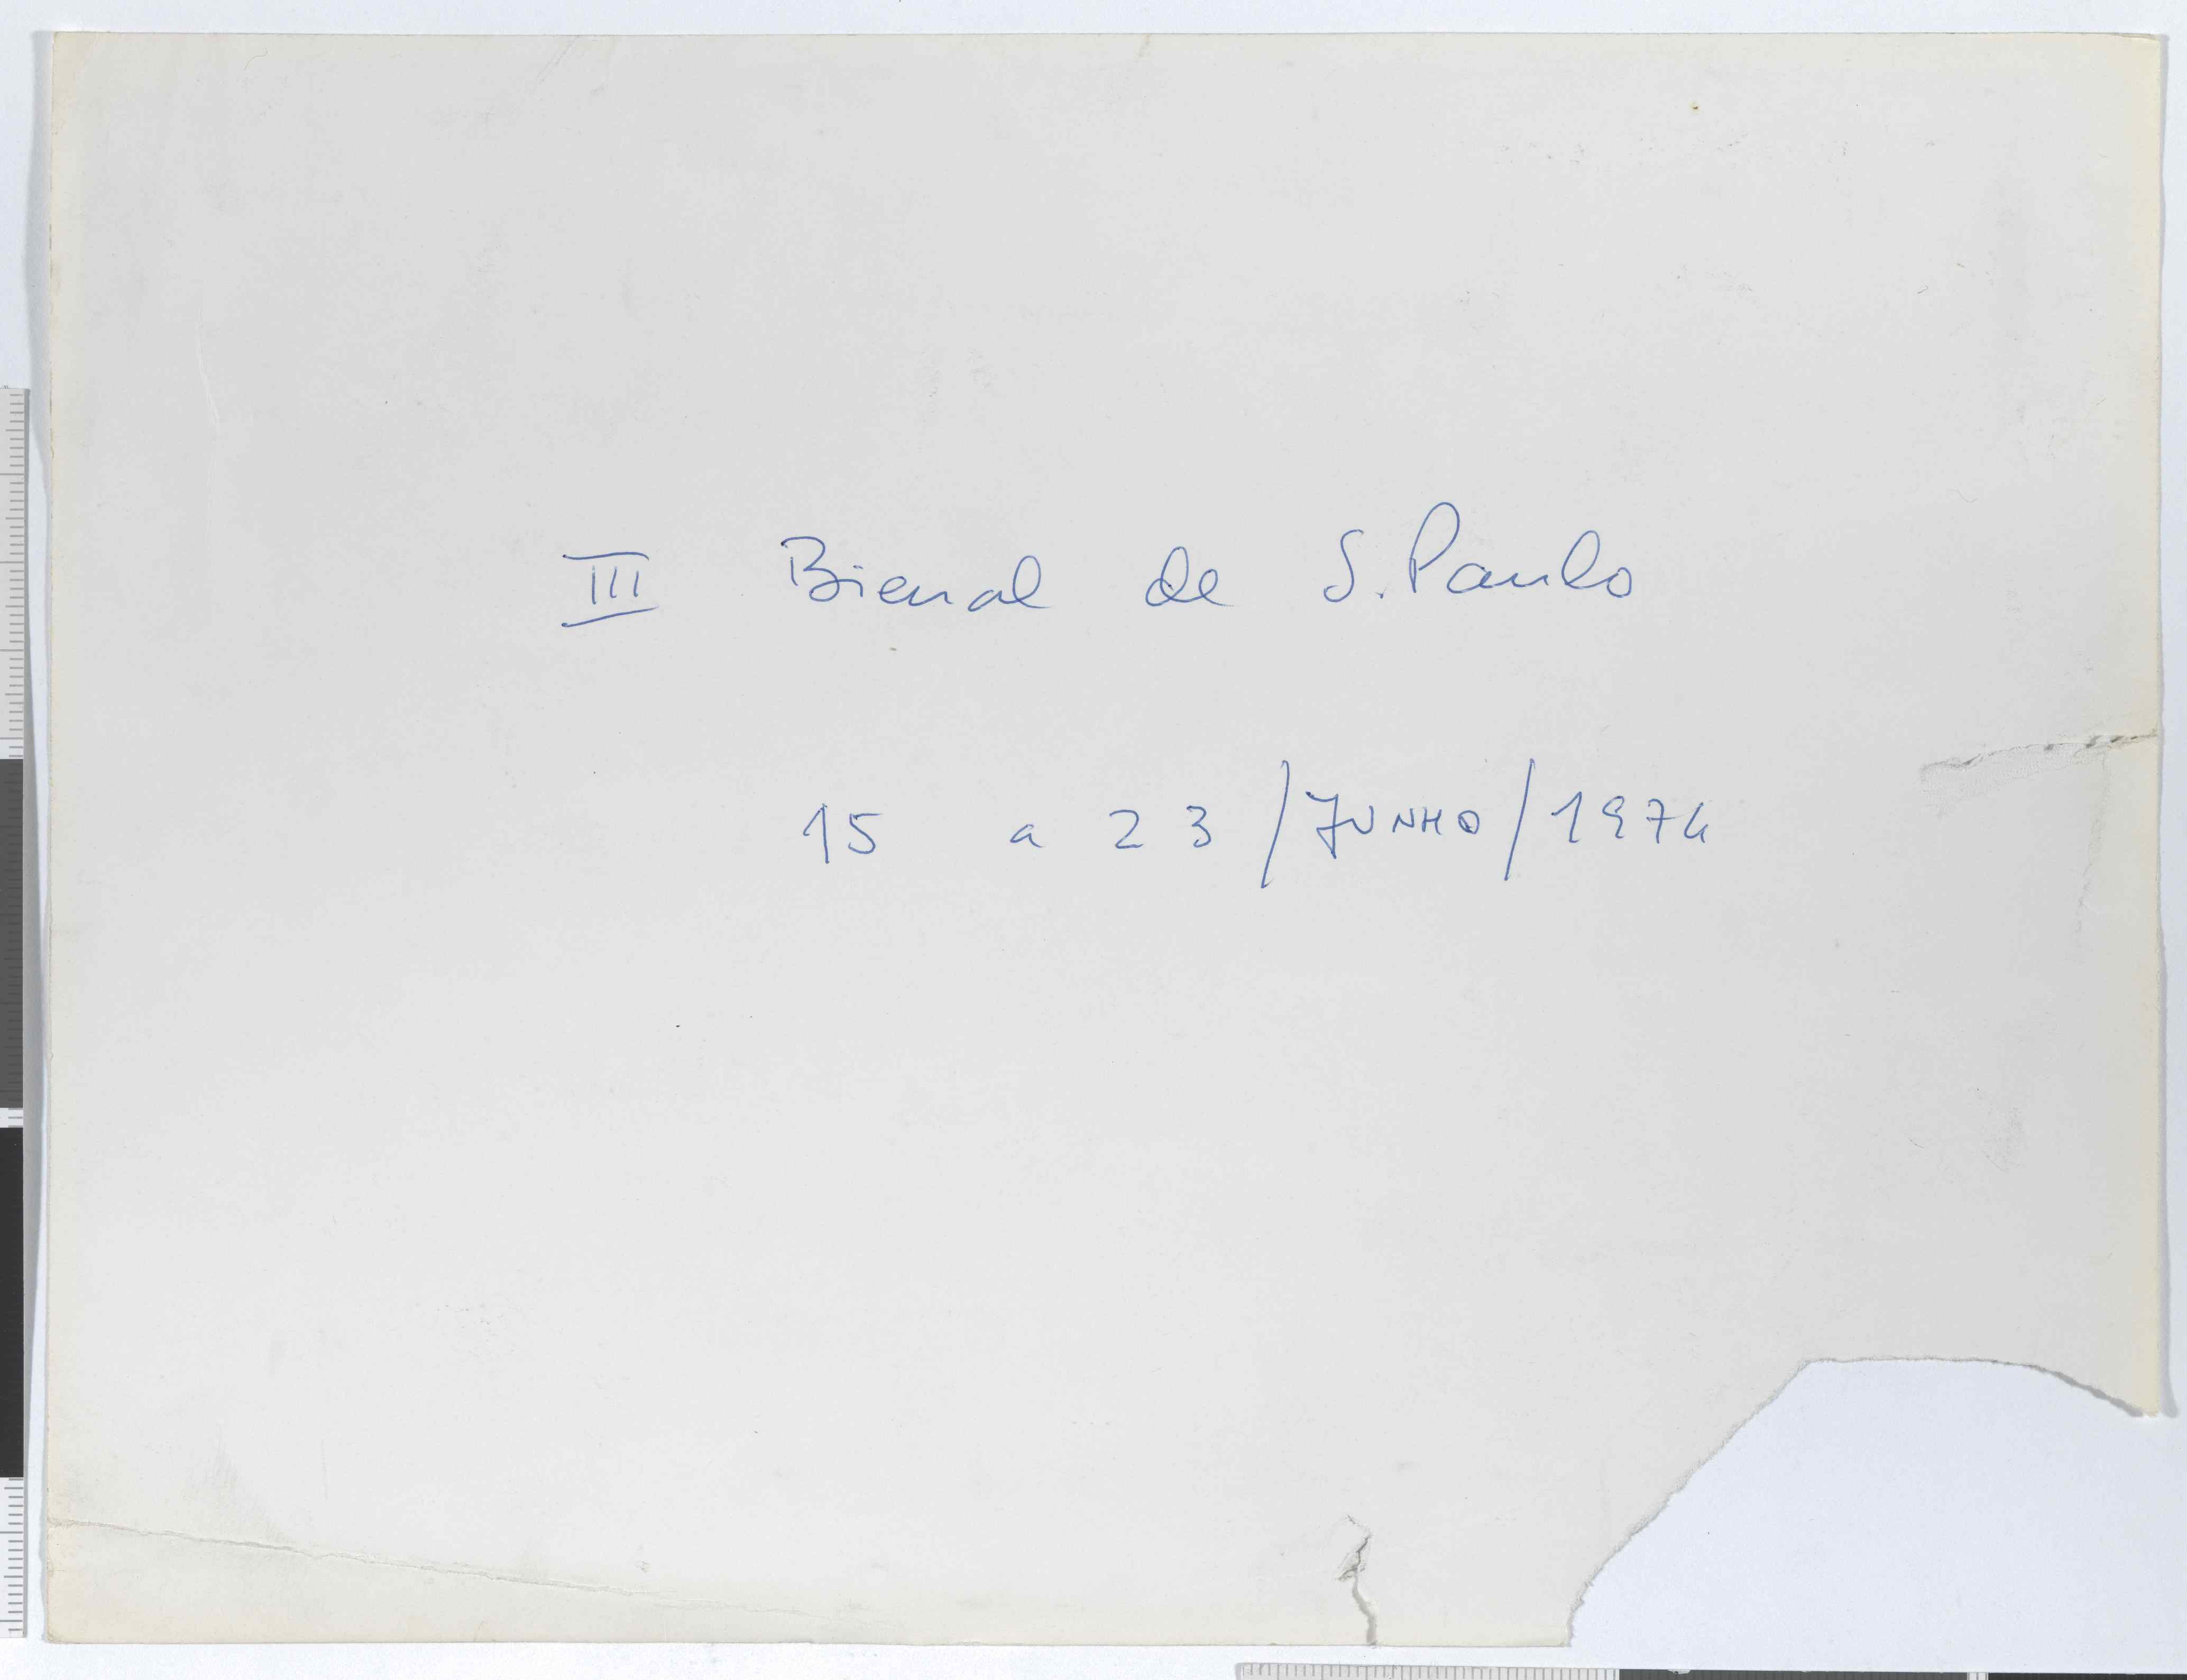 III Bienal de S. Paulo
15 a 23/JUNHO/1974